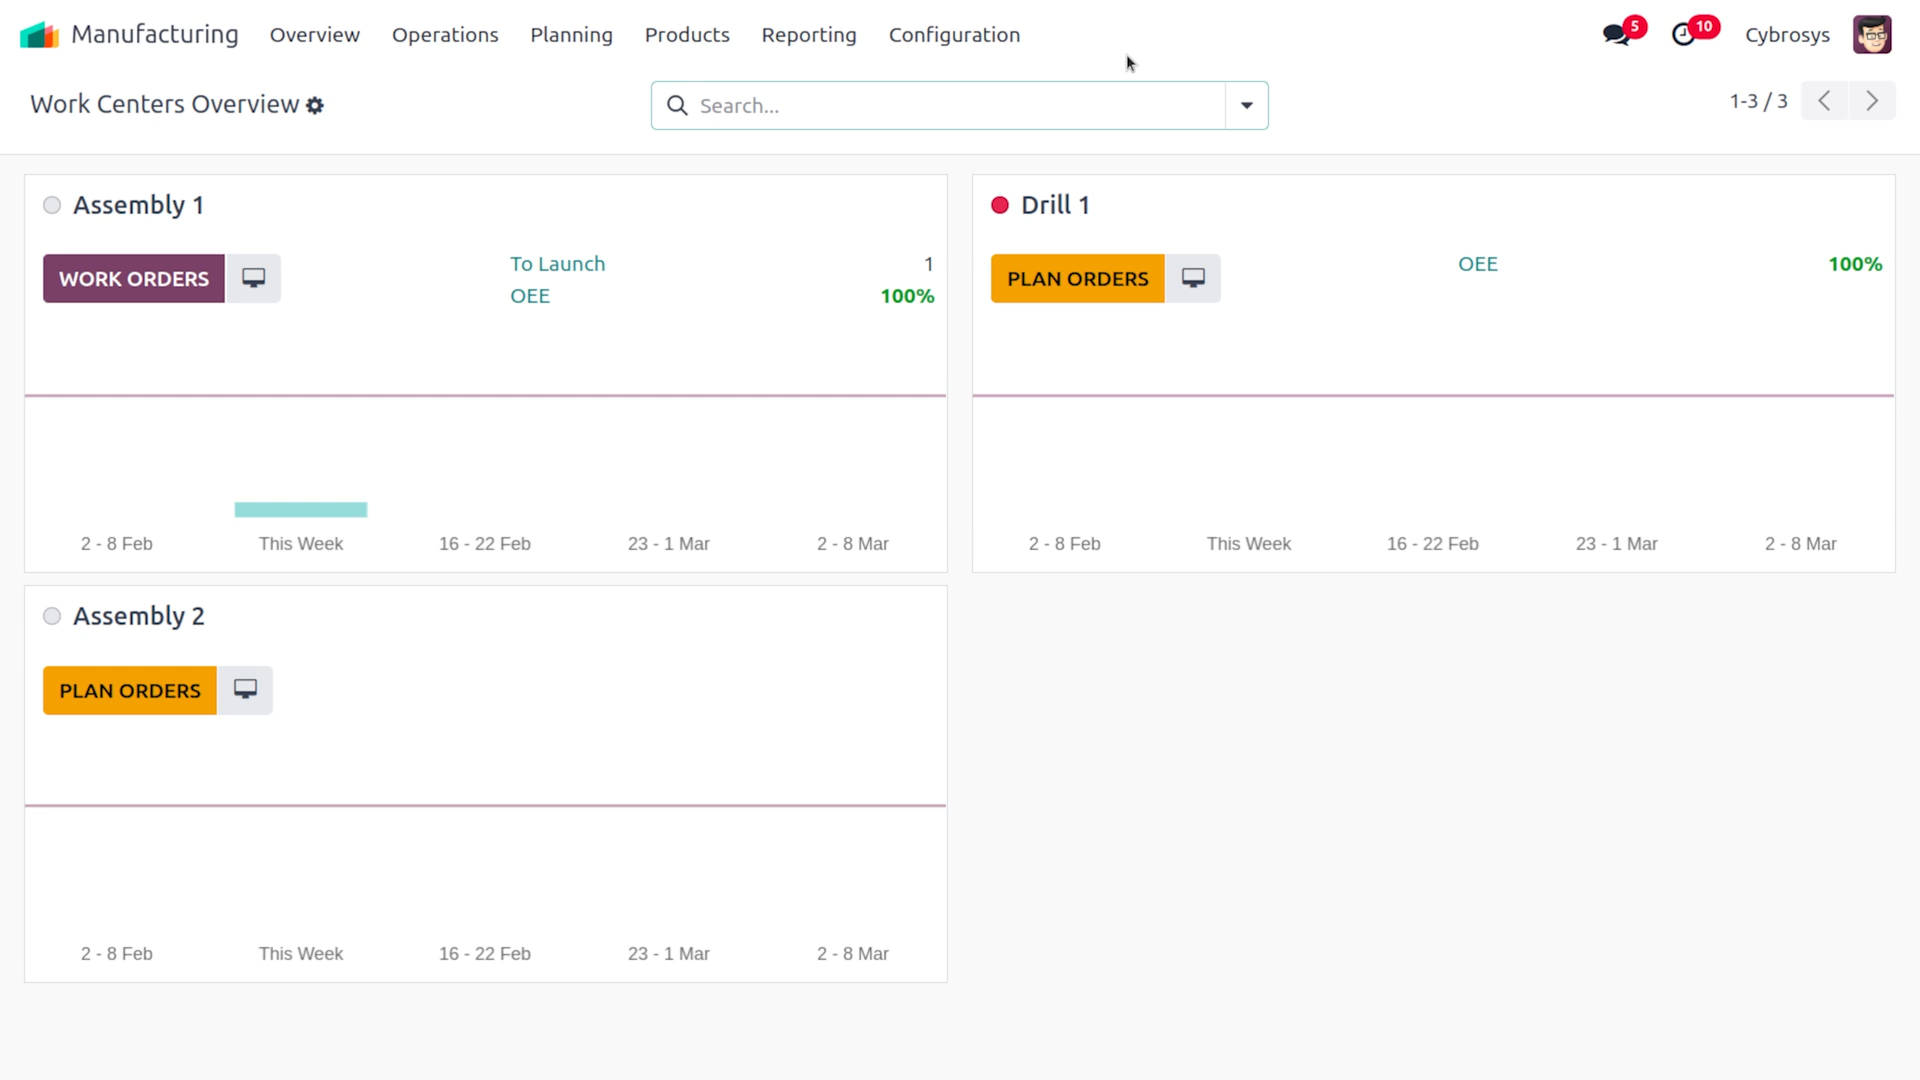 Manufacturing Overview Operations Planning Products Reporting Configuration 5 10 Cybrosys
Work Centers Overview Search... 1-3 / 3
Assembly 1
WORK ORDERS
To Launch 1
OEE 100%
2 - 8 Feb This Week 16 - 22 Feb 23 - 1 Mar 2 - 8 Mar
Drill 1
PLAN ORDERS
OEE 100%
2 - 8 Feb This Week 16 - 22 Feb 23 - 1 Mar 2 - 8 Mar
Assembly 2
PLAN ORDERS
2 - 8 Feb This Week 16 - 22 Feb 23 - 1 Mar 2 - 8 Mar